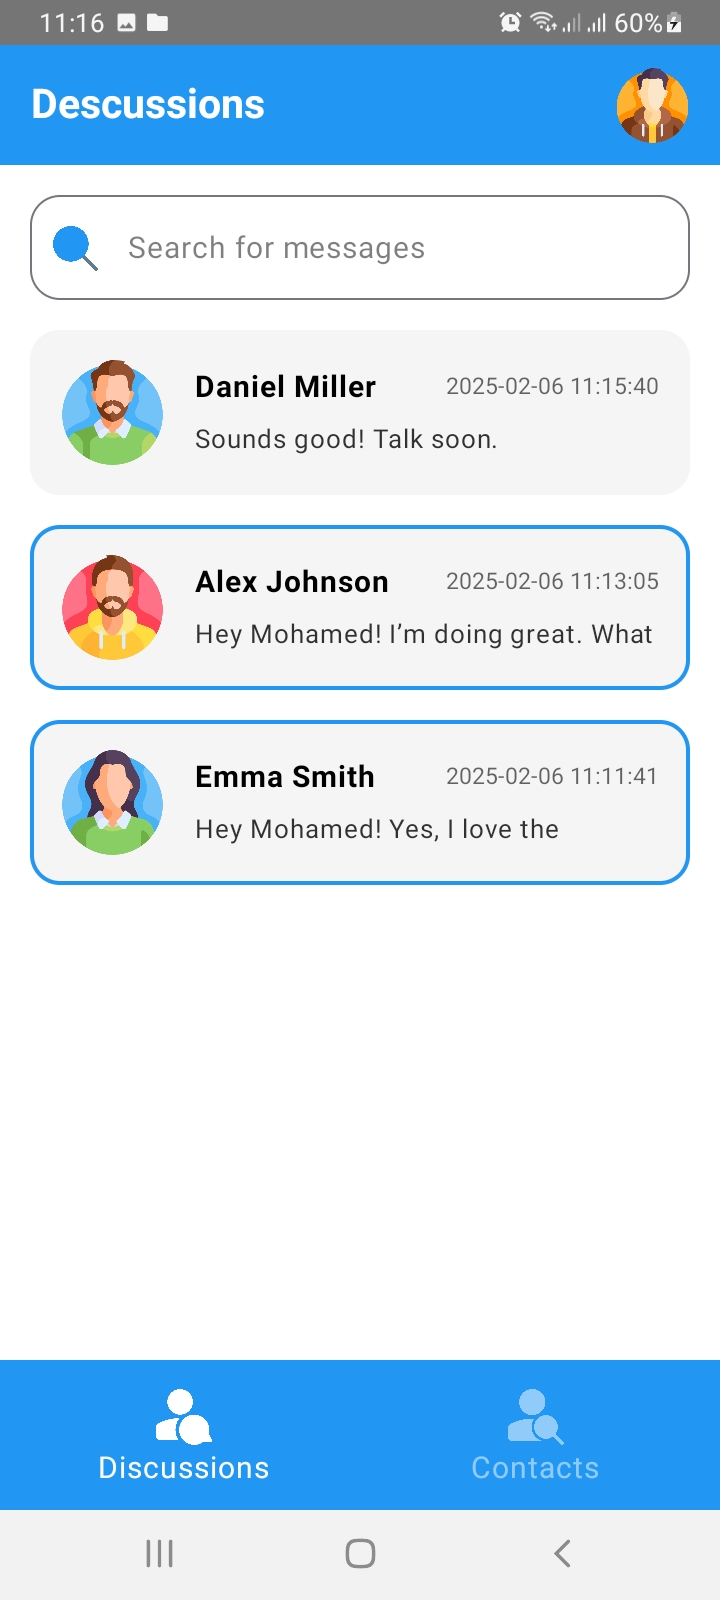 11:16 60%
Descussions
Search for messages
Daniel Miller 2025-02-06 11:15:40
Sounds good! Talk soon.
Alex Johnson 2025-02-06 11:13:05
Hey Mohamed! I’m doing great. What
Emma Smith 2025-02-06 11:11:41
Hey Mohamed! Yes, I love the
Discussions Contacts